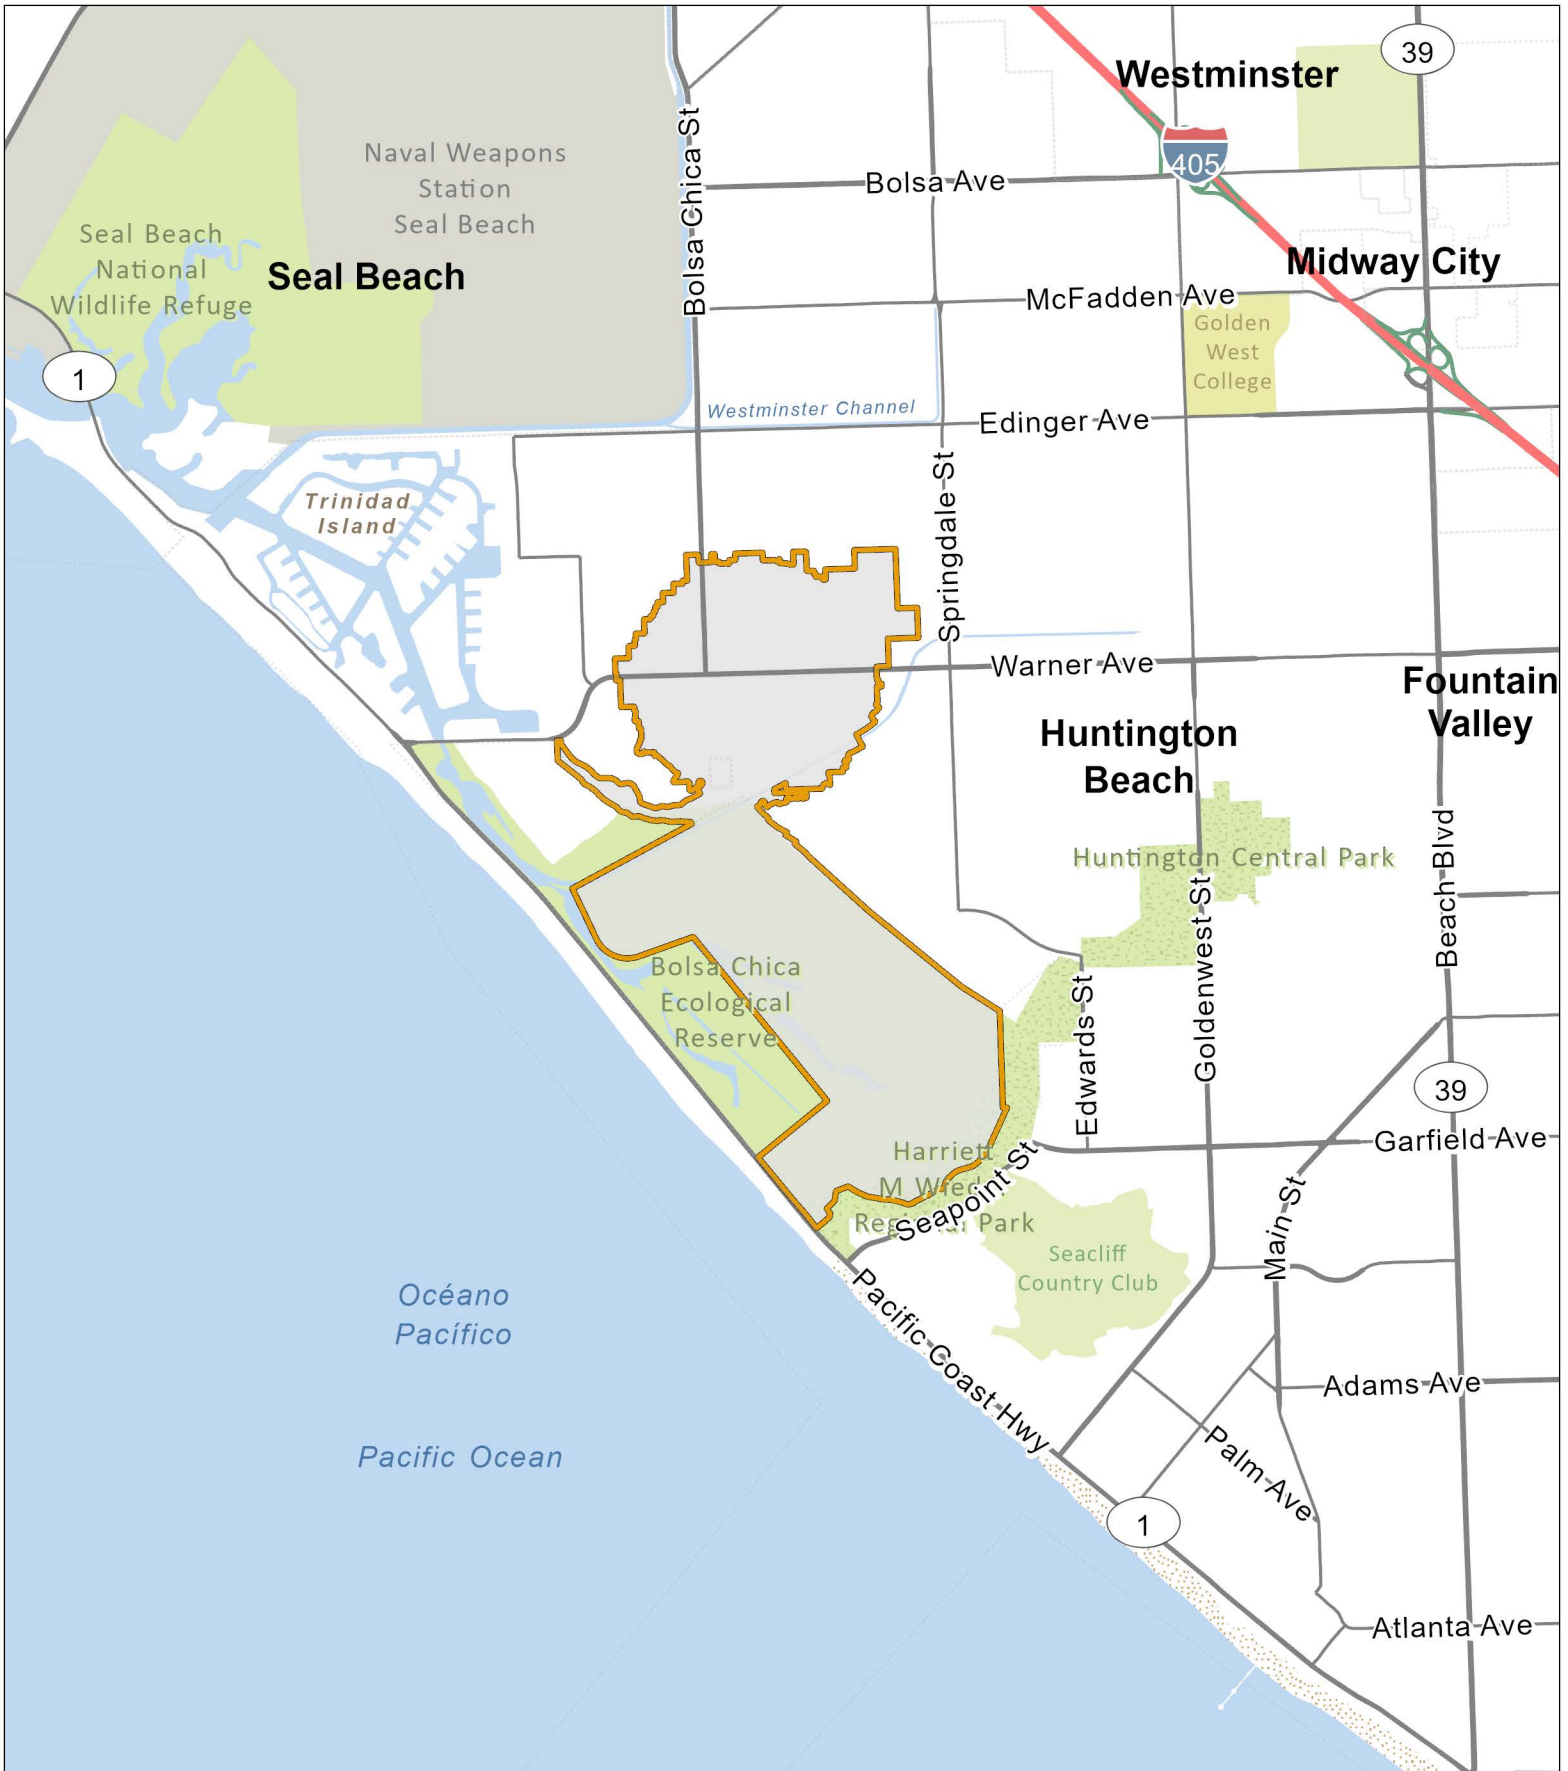 39
Westminster
405
Naval Weapons
Station
Seal Beach
Bolsa Chica St
Bolsa Ave
Seal Beach
National
Wildlife Refuge
Seal Beach
Midway City
McFadden Ave
Golden
West
College
1
Westminster Channel
Edinger Ave
Trinidad
Island
Springdale St
Warner Ave
Fountain
Valley
Huntington
Beach
Huntington Central Park
Beach Blvd
Goldenwest St
Bolsa Chica
Ecological
Reserve
Edwards St
39
Garfield Ave
Harriett
M Wieder
Regional Park
Seapoint St
Main St
Seacliff
Country Club
Océano
Pacífico
Pacific Coast Hwy
Adams Ave
Pacific Ocean
Palm Ave
1
Atlanta Ave